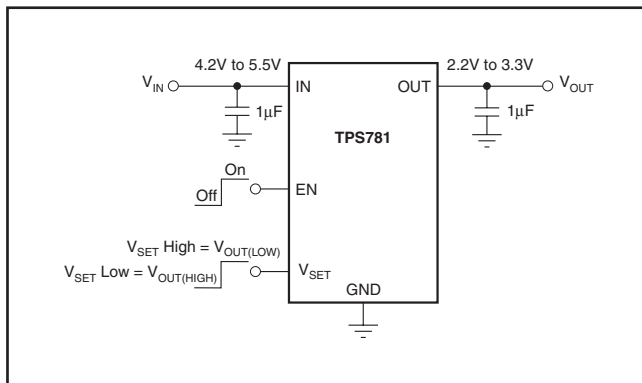 4.2V to 5.5V
2.2V to 3.3V
V_IN
IN
OUT
V_OUT
1μF
1μF
TPS781
On
Off
EN
V_SET High = V_OUT(LOW)
V_SET Low = V_OUT(HIGH)
V_SET
GND